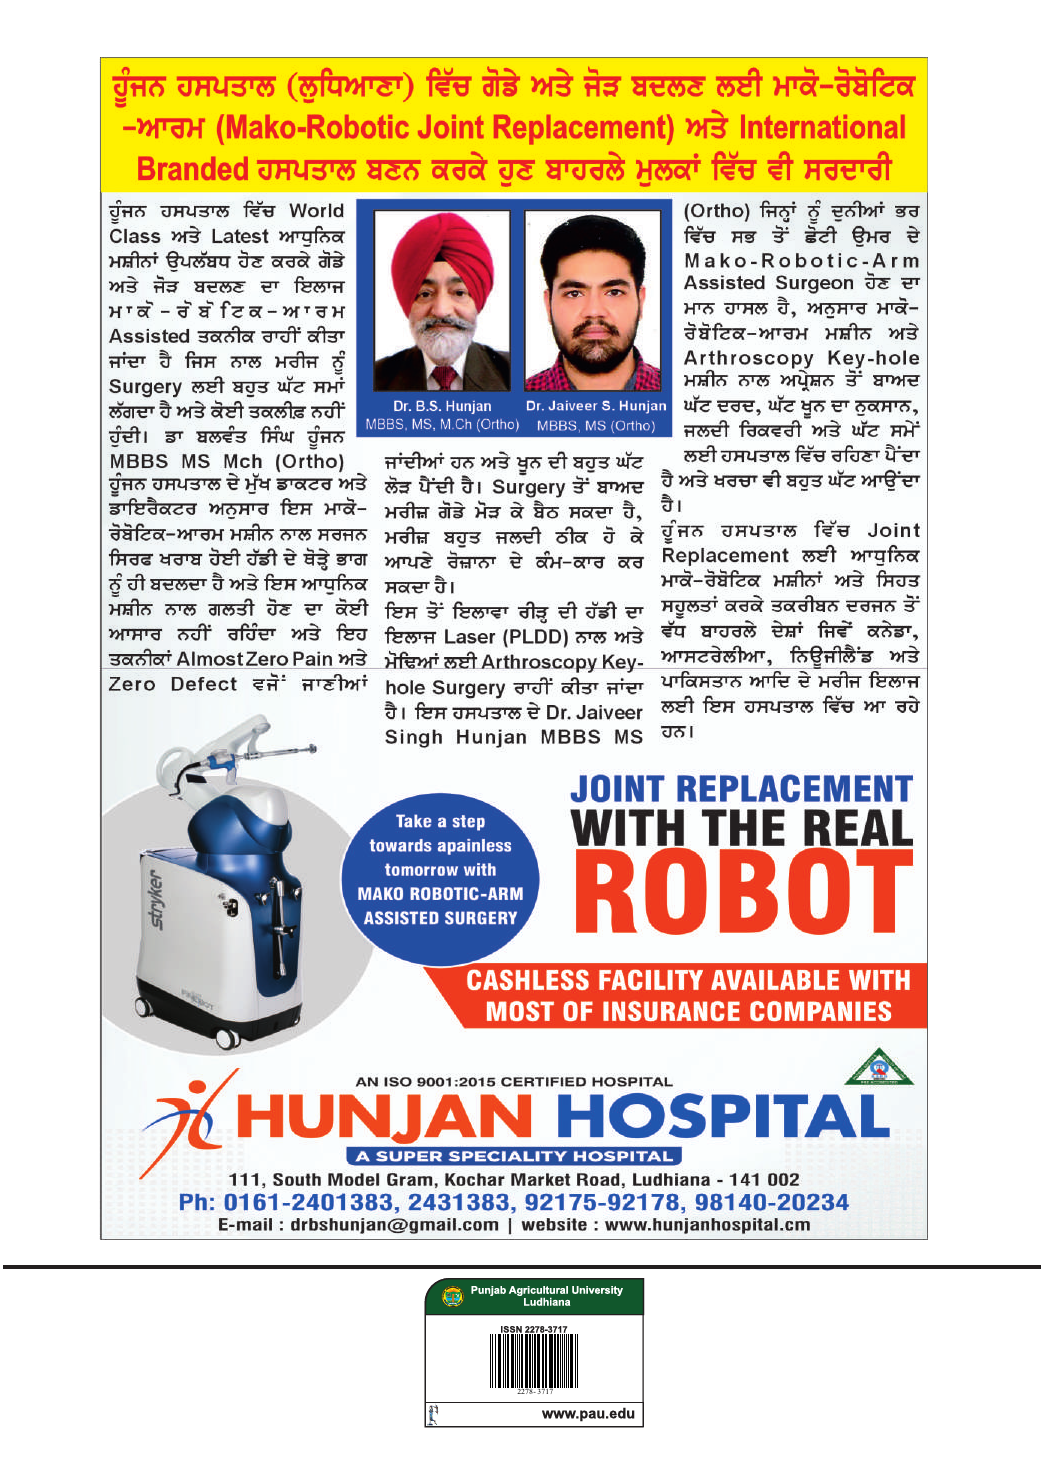 ਹੂੰਜਨ ਹਸਪਤਾਲ (ਲੁਧਿਆਣਾ) ਵਿੱਚ ਗੋਡੇ ਅਤੇ ਜੋੜ ਬਦਲਣ ਲਈ ਮਾਕੋ-ਰੋਬੋਟਿਕ
-ਆਰਮ (Mako-Robotic Joint Replacement) ਅਤੇ International
Branded ਹਸਪਤਾਲ ਬਣਨ ਕਰਕੇ ਹੁਣ ਬਾਹਰਲੇ ਮੁਲਕਾਂ ਵਿੱਚ ਵੀ ਸਰਦਾਰੀ
ਹੂੰਜਨ ਹਸਪਤਾਲ ਵਿੱਚ World
Class ਅਤੇ Latest ਆਧੁਨਿਕ
ਮਸ਼ੀਨਾਂ ਉਪਲੱਬਧ ਹੋਣ ਕਰਕੇ ਗੋਡੇ
ਅਤੇ ਜੋੜ ਬਦਲਣ ਦਾ ਇਲਾਜ
ਮਾਕੋ-ਰੋਬੋਟਿਕ-ਆਰਮ
Assisted ਤਕਨੀਕ ਰਾਹੀਂ ਕੀਤਾ
ਜਾਂਦਾ ਹੈ ਜਿਸ ਨਾਲ ਮਰੀਜ ਨੂੰ
Surgery ਲਈ ਬਹੁਤ ਘੱਟ ਸਮਾਂ
ਲੱਗਦਾ ਹੈ ਅਤੇ ਕੋਈ ਤਕਲੀਫ਼ ਨਹੀਂ
ਹੁੰਦੀ। ਡਾ ਬਲਵੰਤ ਸਿੰਘ ਹੂੰਜਨ
MBBS MS Mch (Ortho)
ਹੂੰਜਨ ਹਸਪਤਾਲ ਦੇ ਮੁੱਖ ਡਾਕਟਰ ਅਤੇ
ਡਾਇਰੈਕਟਰ ਅਨੁਸਾਰ ਇਸ ਮਾਕੋ-
ਰੋਬੋਟਿਕ-ਆਰਮ ਮਸ਼ੀਨ ਨਾਲ ਸਰਜਨ
ਸਿਰਫ ਖਰਾਬ ਹੋਈ ਹੱਡੀ ਦੇ ਥੋੜ੍ਹੇ ਭਾਗ
ਨੂੰ ਹੀ ਬਦਲਦਾ ਹੈ ਅਤੇ ਇਸ ਆਧੁਨਿਕ
ਮਸ਼ੀਨ ਨਾਲ ਗਲਤੀ ਹੋਣ ਦਾ ਕੋਈ
ਆਸਾਰ ਨਹੀਂ ਰਹਿੰਦਾ ਅਤੇ ਇਹ
ਤਕਨੀਕਾਂ Almost Zero Pain ਅਤੇ
Zero Defect ਵਜੋਂ ਜਾਣੀਆਂ
Dr. B.S. Hunjan
MBBS, MS, M.Ch (Ortho)
Dr. Jaiveer S. Hunjan
MBBS, MS (Ortho)
ਜਾਂਦੀਆਂ ਹਨ ਅਤੇ ਖੂਨ ਦੀ ਬਹੁਤ ਘੱਟ
ਲੋੜ ਪੈਂਦੀ ਹੈ। Surgery ਤੋਂ ਬਾਅਦ
ਮਰੀਜ਼ ਗੋਡੇ ਮੋੜ ਕੇ ਬੈਠ ਸਕਦਾ ਹੈ,
ਮਰੀਜ਼ ਬਹੁਤ ਜਲਦੀ ਠੀਕ ਹੋ ਕੇ
ਆਪਣੇ ਰੋਜ਼ਾਨਾ ਦੇ ਕੰਮ-ਕਾਰ ਕਰ
ਸਕਦਾ ਹੈ।
ਇਸ ਤੋਂ ਇਲਾਵਾ ਰੀੜ੍ਹ ਦੀ ਹੱਡੀ ਦਾ
ਇਲਾਜ Laser (PLDD) ਨਾਲ ਅਤੇ
ਮੋਢਿਆਂ ਲਈ Arthroscopy Key-
hole Surgery ਰਾਹੀਂ ਕੀਤਾ ਜਾਂਦਾ
ਹੈ। ਇਸ ਹਸਪਤਾਲ ਦੇ Dr. Jaiveer
Singh Hunjan MBBS MS
(Ortho) ਜਿਨ੍ਹਾਂ ਨੂੰ ਦੁਨੀਆਂ ਭਰ
ਵਿੱਚ ਸਭ ਤੋਂ ਛੋਟੀ ਉਮਰ ਦੇ
Mako-Robotic-Arm
Assisted Surgeon ਹੋਣ ਦਾ
ਮਾਨ ਹਾਸਲ ਹੈ, ਅਨੁਸਾਰ ਮਾਕੋ-
ਰੋਬੋਟਿਕ-ਆਰਮ ਮਸ਼ੀਨ ਅਤੇ
Arthroscopy Key-hole
ਮਸ਼ੀਨ ਨਾਲ ਅਪ੍ਰੇਸ਼ਨ ਤੋਂ ਬਾਅਦ
ਘੱਟ ਦਰਦ, ਘੱਟ ਖੂਨ ਦਾ ਨੁਕਸਾਨ,
ਜਲਦੀ ਰਿਕਵਰੀ ਅਤੇ ਘੱਟ ਸਮੇਂ
ਲਈ ਹਸਪਤਾਲ ਵਿੱਚ ਰਹਿਣਾ ਪੈਂਦਾ
ਹੈ ਅਤੇ ਖਰਚਾ ਵੀ ਬਹੁਤ ਘੱਟ ਆਉਂਦਾ
ਹੈ।
ਹੂੰਜਨ ਹਸਪਤਾਲ ਵਿੱਚ Joint
Replacement ਲਈ ਆਧੁਨਿਕ
ਮਾਕੋ-ਰੋਬੋਟਿਕ ਮਸ਼ੀਨਾਂ ਅਤੇ ਸਿਹਤ
ਸਹੂਲਤਾਂ ਕਰਕੇ ਤਕਰੀਬਨ ਦਰਜਨ ਤੋਂ
ਵੱਧ ਬਾਹਰਲੇ ਦੇਸ਼ਾਂ ਜਿਵੇਂ ਕਨੇਡਾ,
ਆਸਟਰੇਲੀਆ, ਨਿਊਜੀਲੈਂਡ ਅਤੇ
ਪਾਕਿਸਤਾਨ ਆਦਿ ਦੇ ਮਰੀਜ ਇਲਾਜ
ਲਈ ਇਸ ਹਸਪਤਾਲ ਵਿੱਚ ਆ ਰਹੇ
ਹਨ।
stryker
Take a step
towards apainless
tomorrow with
MAKO ROBOTIC-ARM
ASSISTED SURGERY
JOINT REPLACEMENT
WITH THE REAL
ROBOT
CASHLESS FACILITY AVAILABLE WITH
MOST OF INSURANCE COMPANIES
AN ISO 9001:2015 CERTIFIED HOSPITAL
HUNJAN HOSPITAL
A SUPER SPECIALITY HOSPITAL
111, South Model Gram, Kochar Market Road, Ludhiana - 141 002
Ph: 0161-2401383, 2431383, 92175-92178, 98140-20234
E-mail : drbshunjan@gmail.com | website : www.hunjanhospital.cm
Punjab Agricultural University
Ludhiana
ISSN 2278-3717
2278-3717
www.pau.edu